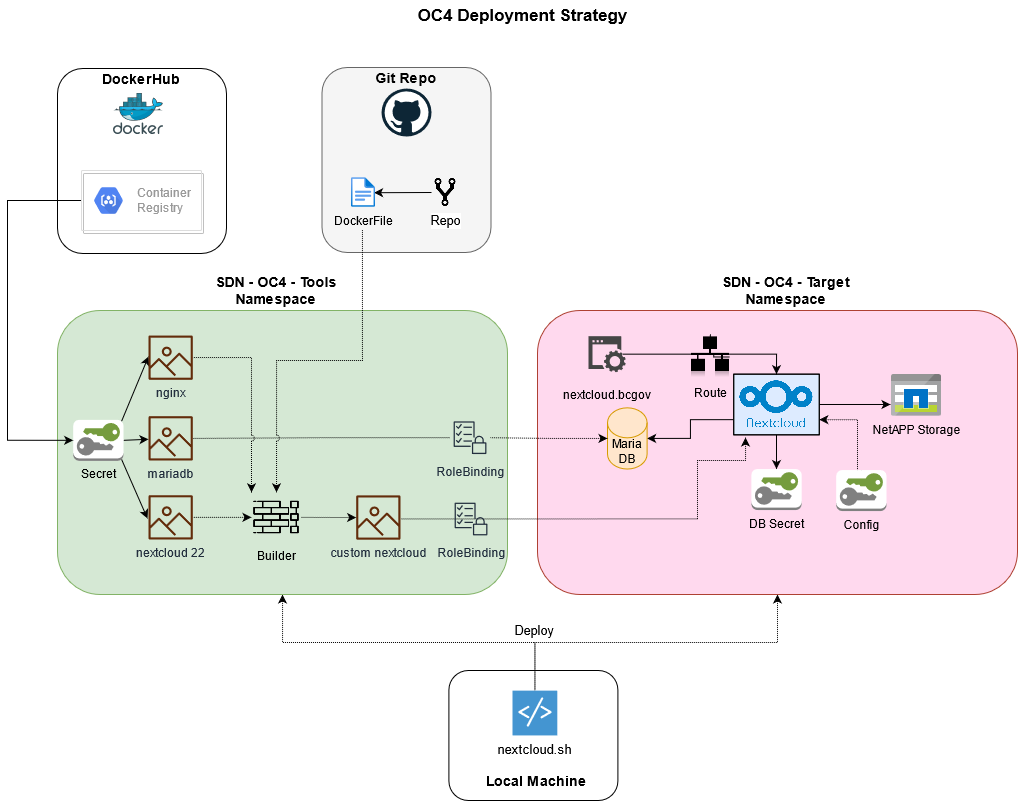 OC4 Deployment Strategy
DockerHub
docker
Container
Registry
Git Repo
DockerFile
Repo
SDN - OC4 - Tools
Namespace
SDN - OC4 - Target
Namespace
nginx
Secret
mariadb
nextcloud 22
Builder
custom nextcloud
RoleBinding
RoleBinding
nextcloud.bcgov
Route
Maria
DB
Nextcloud
NetAPP Storage
DB Secret
Config
Deploy
nextcloud.sh
Local Machine